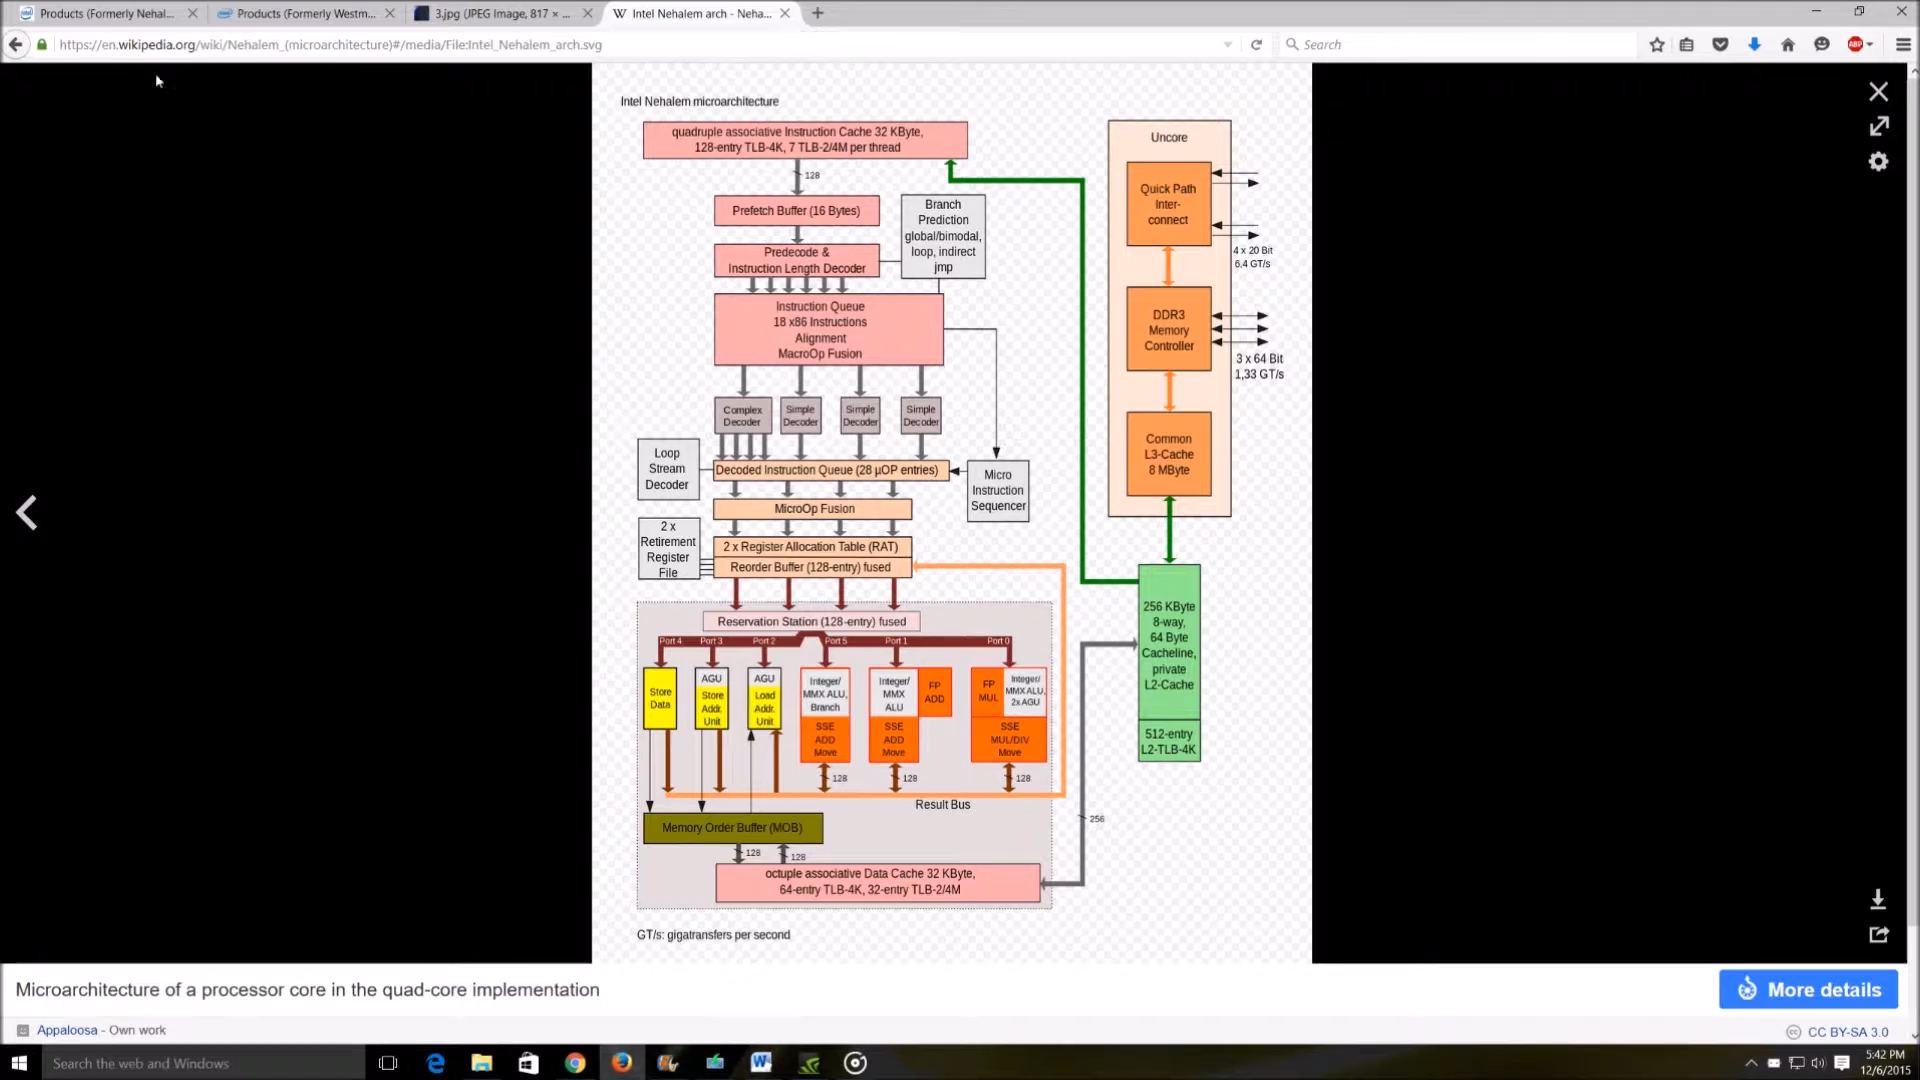 Products (Formerly Nehal...
Products (Formerly Westm...
3.jpg (JPEG Image, 817 × ...
W Intel Nehalem arch - Neha...
https://en.wikipedia.org/wiki/Nehalem_(microarchitecture)#/media/File:Intel_Nehalem_arch.svg
Search
ABP
Intel Nehalem microarchitecture
quadruple associative Instruction Cache 32 KByte,
128-entry TLB-4K, 7 TLB-2/4M per thread
128
Prefetch Buffer (16 Bytes)
Predecode &
Instruction Length Decoder
Branch
Prediction
global/bimodal,
loop, indirect
jmp
Instruction Queue
18 x86 Instructions
Alignment
MacroOp Fusion
Complex
Decoder
Simple
Decoder
Simple
Decoder
Simple
Decoder
Loop
Stream
Decoder
Decoded Instruction Queue (28 µOP entries)
Micro
Instruction
Sequencer
MicroOp Fusion
2 x
Retirement
Register
File
2 x Register Allocation Table (RAT)
Reorder Buffer (128-entry) fused
Reservation Station (128-entry) fused
Port 4
Port 3
Port 2
Port 5
Port 1
Port 0
Store
Data
AGU
Store
Addr.
Unit
AGU
Load
Addr.
Unit
Integer/
MMX ALU,
Branch
SSE
ADD
Move
Integer/
MMX
ALU
FP
ADD
SSE
ADD
Move
FP
MUL
Integer/
MMX ALU,
2x AGU
SSE
MUL/DIV
Move
128
128
128
Result Bus
Memory Order Buffer (MOB)
128
128
octuple associative Data Cache 32 KByte,
64-entry TLB-4K, 32-entry TLB-2/4M
256
Uncore
Quick Path
Inter-
connect
4 x 20 Bit
6,4 GT/s
DDR3
Memory
Controller
3 x 64 Bit
1,33 GT/s
Common
L3-Cache
8 MByte
256 KByte
8-way,
64 Byte
Cacheline,
private
L2-Cache
512-entry
L2-TLB-4K
GT/s: gigatransfers per second
Microarchitecture of a processor core in the quad-core implementation
More details
Appaloosa - Own work
CC BY-SA 3.0
Search the web and Windows
5:42 PM
12/6/2015